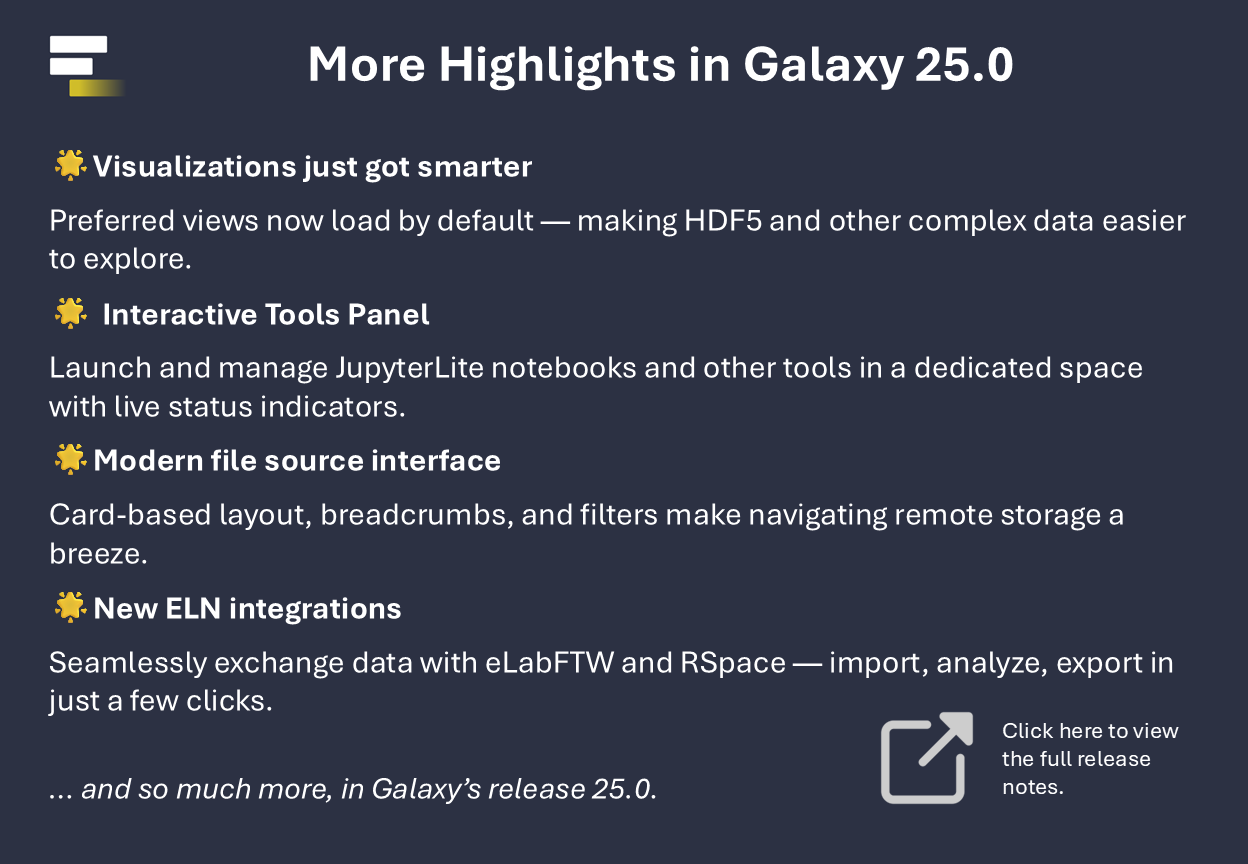 More Highlights in Galaxy 25.0
🌟 Visualizations just got smarter
Preferred views now load by default — making HDF5 and other complex data easier
to explore.
🌟 Interactive Tools Panel
Launch and manage JupyterLite notebooks and other tools in a dedicated space
with live status indicators.
🌟 Modern file source interface
Card-based layout, breadcrumbs, and filters make navigating remote storage a
breeze.
🌟 New ELN integrations
Seamlessly exchange data with eLabFTW and RSpace — import, analyze, export in
just a few clicks.
... and so much more, in Galaxy’s release 25.0.
Click here to view
the full release
notes.